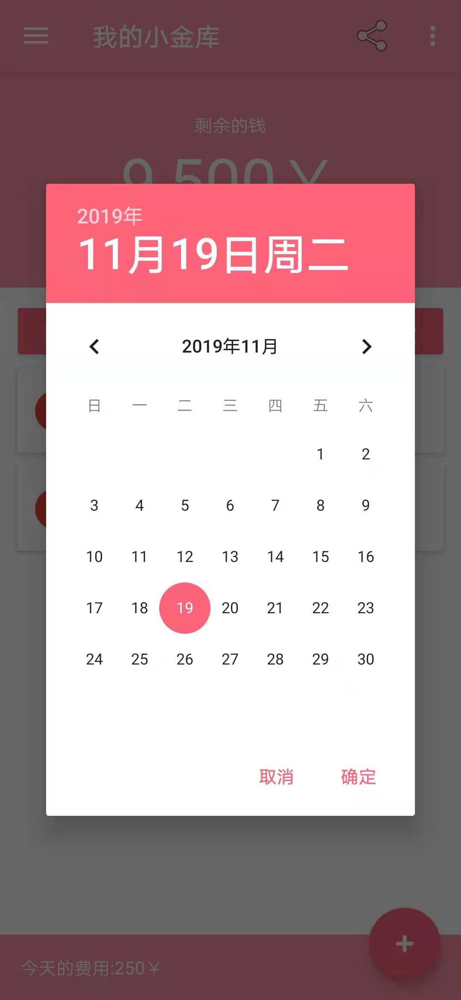 我的小金库
剩余的钱
9,500￥
2019年
11月19日周二
2019年11月
日 一 二 三 四 五 六
1 2
3 4 5 6 7 8 9
10 11 12 13 14 15 16
17 18 19 20 21 22 23
24 25 26 27 28 29 30
取消 确定
今天的费用:250￥